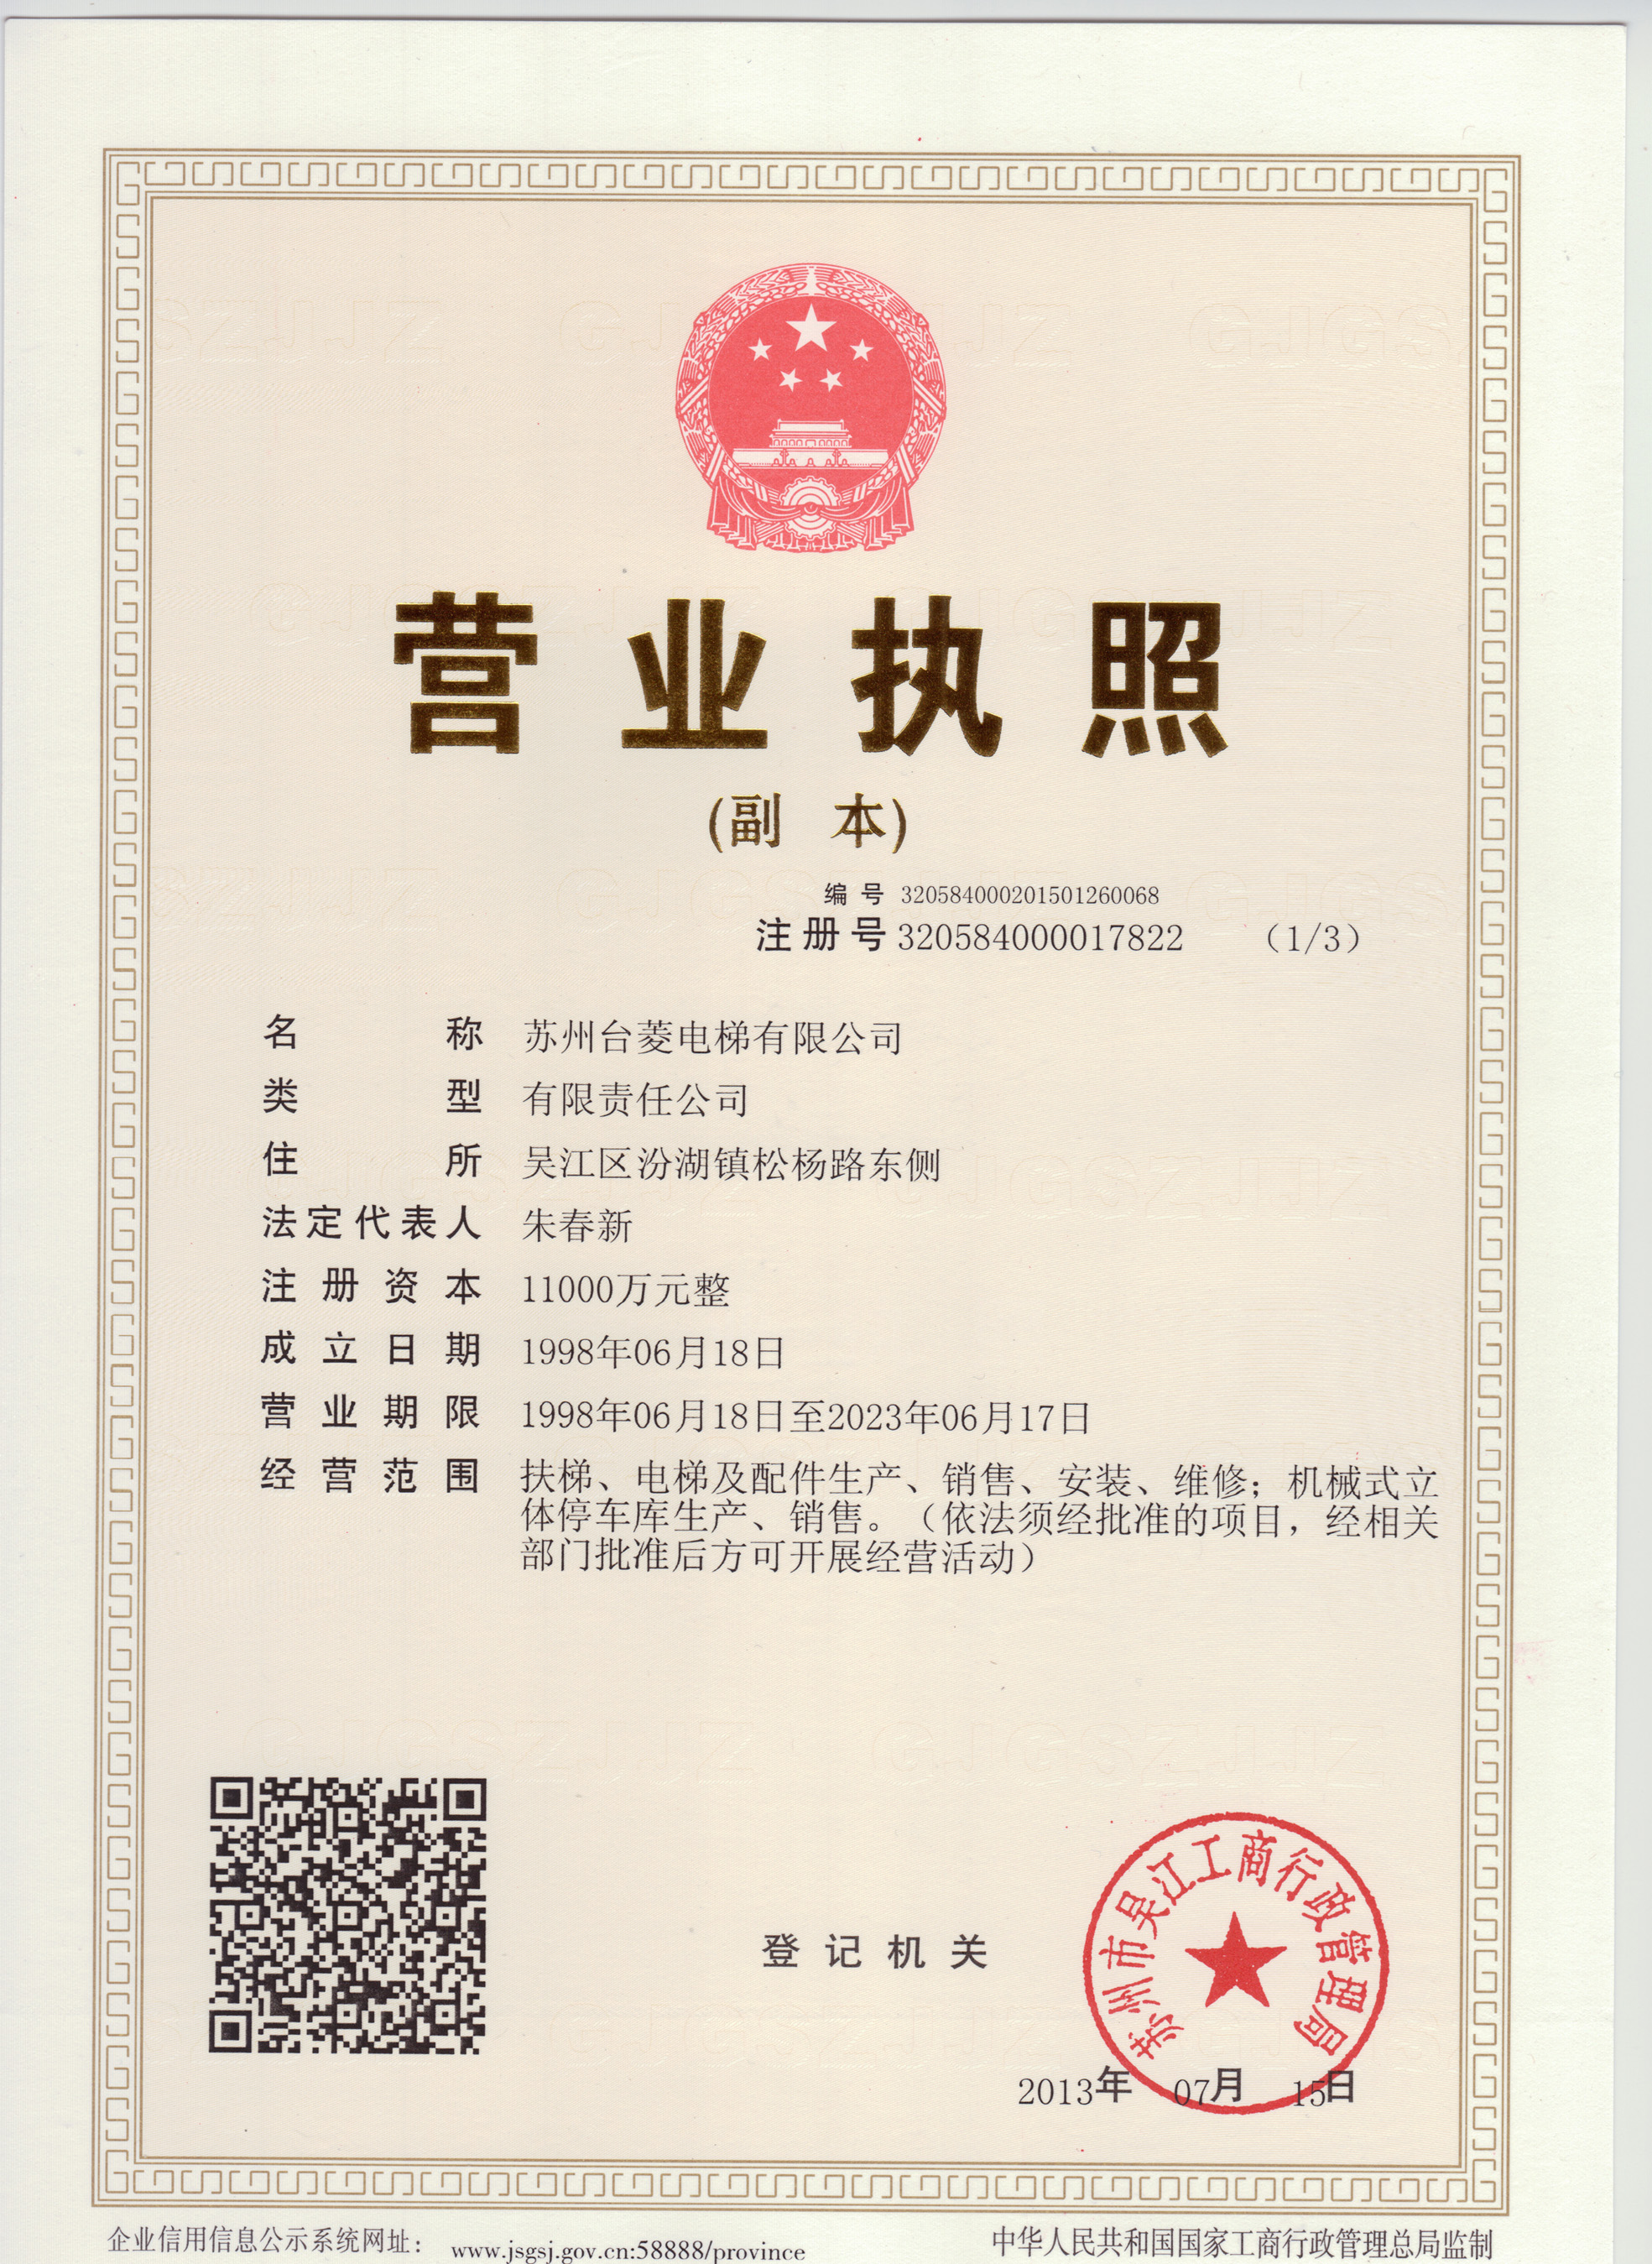 营业执照
(副 本)
编号 320584000201501260068
注册号 320584000017822 （1/3）
名称 苏州台菱电梯有限公司
类型 有限责任公司
住所 吴江区汾湖镇松杨路东侧
法定代表人 朱春新
注册资本 11000万元整
成立日期 1998年06月18日
营业期限 1998年06月18日至2023年06月17日
经营范围 扶梯、电梯及配件生产、销售、安装、维修；机械式立
体停车库生产、销售。（依法须经批准的项目，经相关
部门批准后方可开展经营活动）
登记机关
苏州市吴江工商行政管理局
2013年 07月 15日
企业信用信息公示系统网址： www.jsgsj.gov.cn:58888/province
中华人民共和国国家工商行政管理总局监制